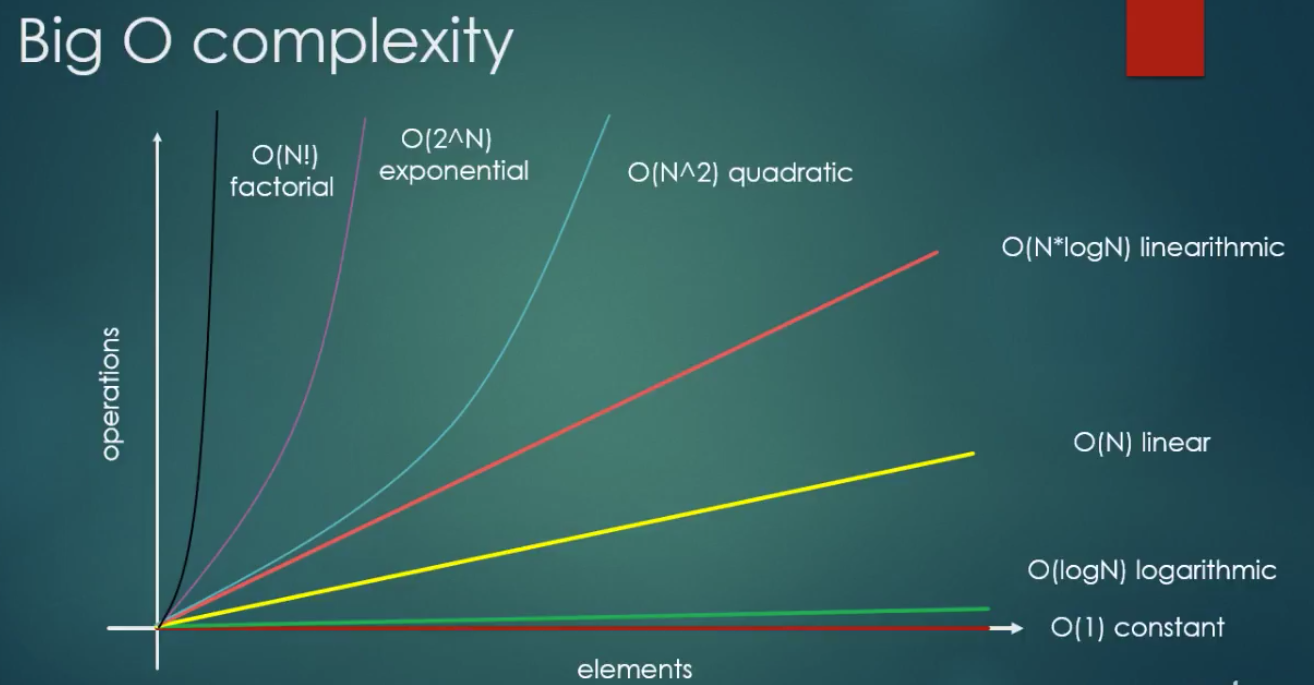 Big O complexity
O(N!)
factorial
O(2^N)
exponential
O(N^2) quadratic
O(N*logN) linearithmic
operations
O(N) linear
O(logN) logarithmic
O(1) constant
elements